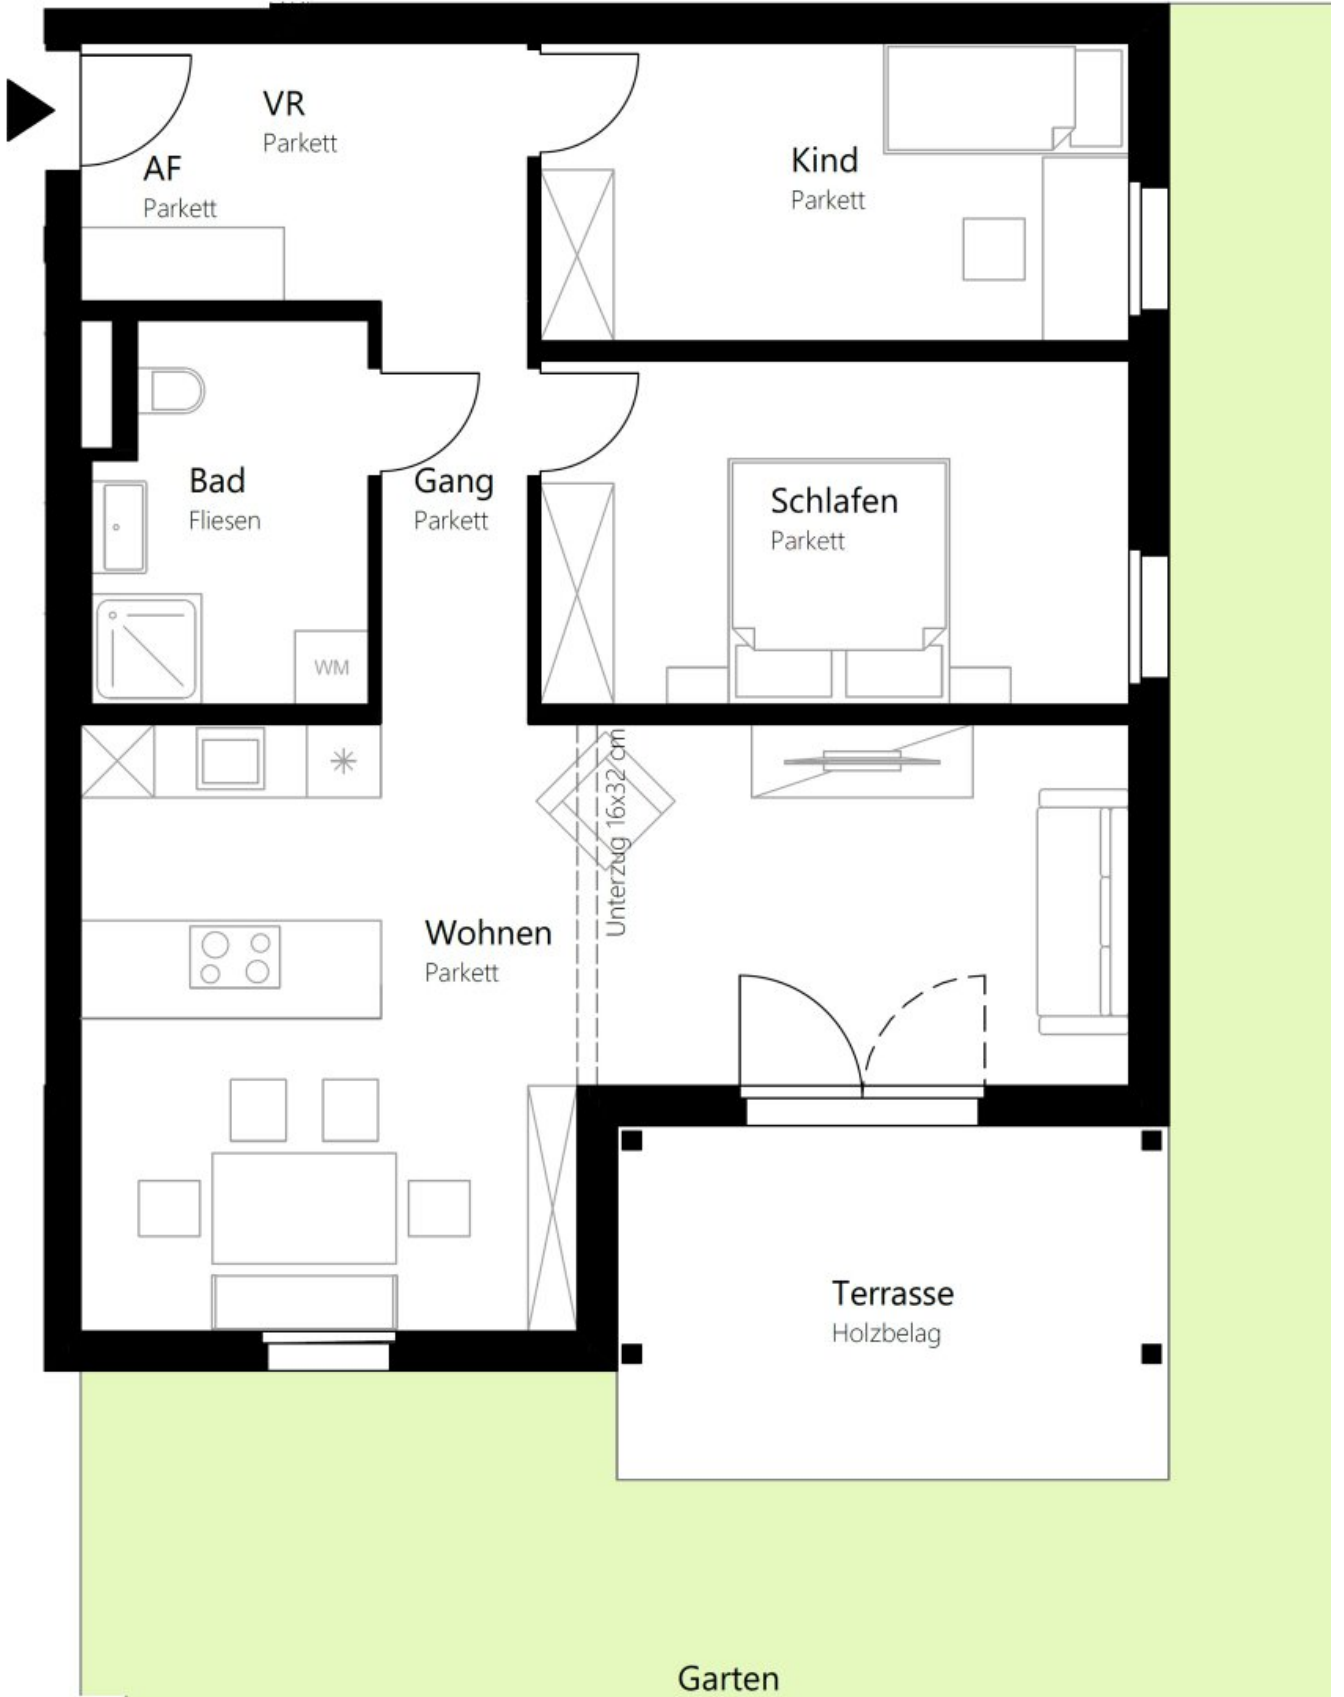 VR
Parkett
AF
Parkett
Kind
Parkett
Bad
Fliesen
Gang
Parkett
Schlafen
Parkett
WM
Unterzug 16x32 cm
Wohnen
Parkett
Terrasse
Holzbelag
Garten